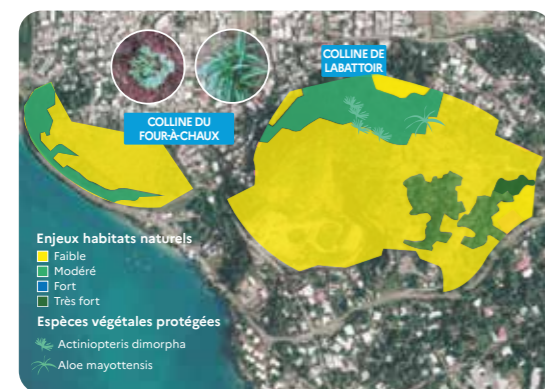 COLLINE DE
LABATTOIR
COLLINE DU
FOUR-À-CHAUX
Enjeux habitats naturels
Faible
Modéré
Fort
Très fort
Espèces végétales protégées
Actiniopteris dimorpha
Aloe mayottensis